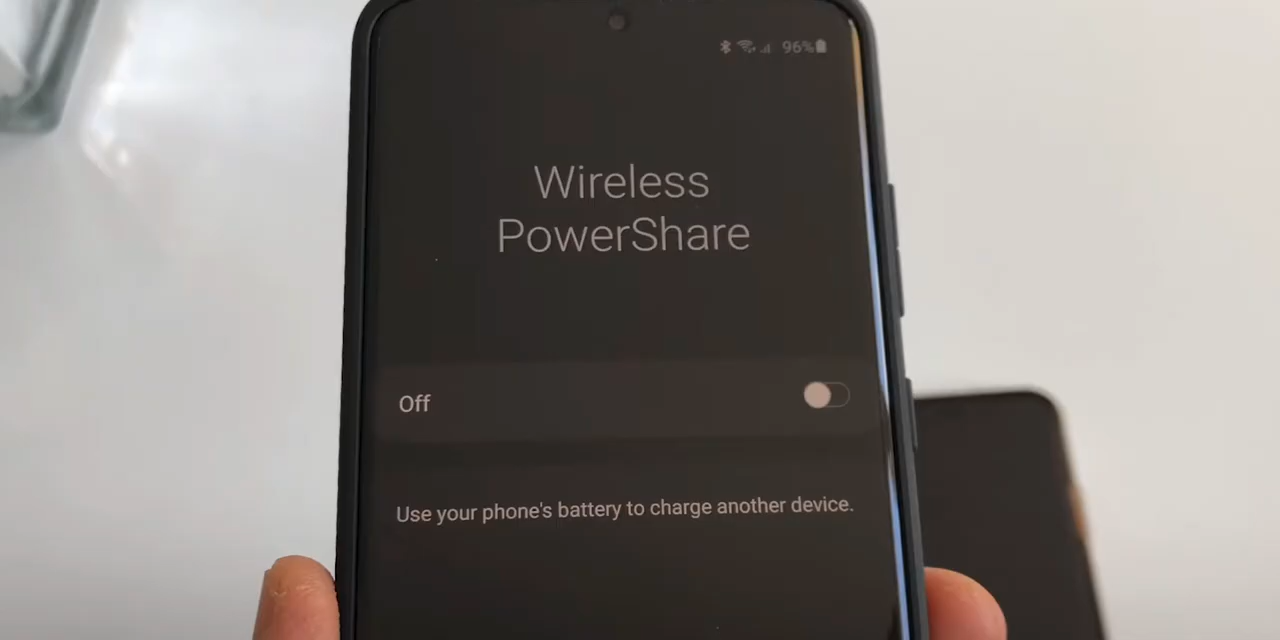 96%
Wireless
PowerShare
Off
Use your phone's battery to charge another device.